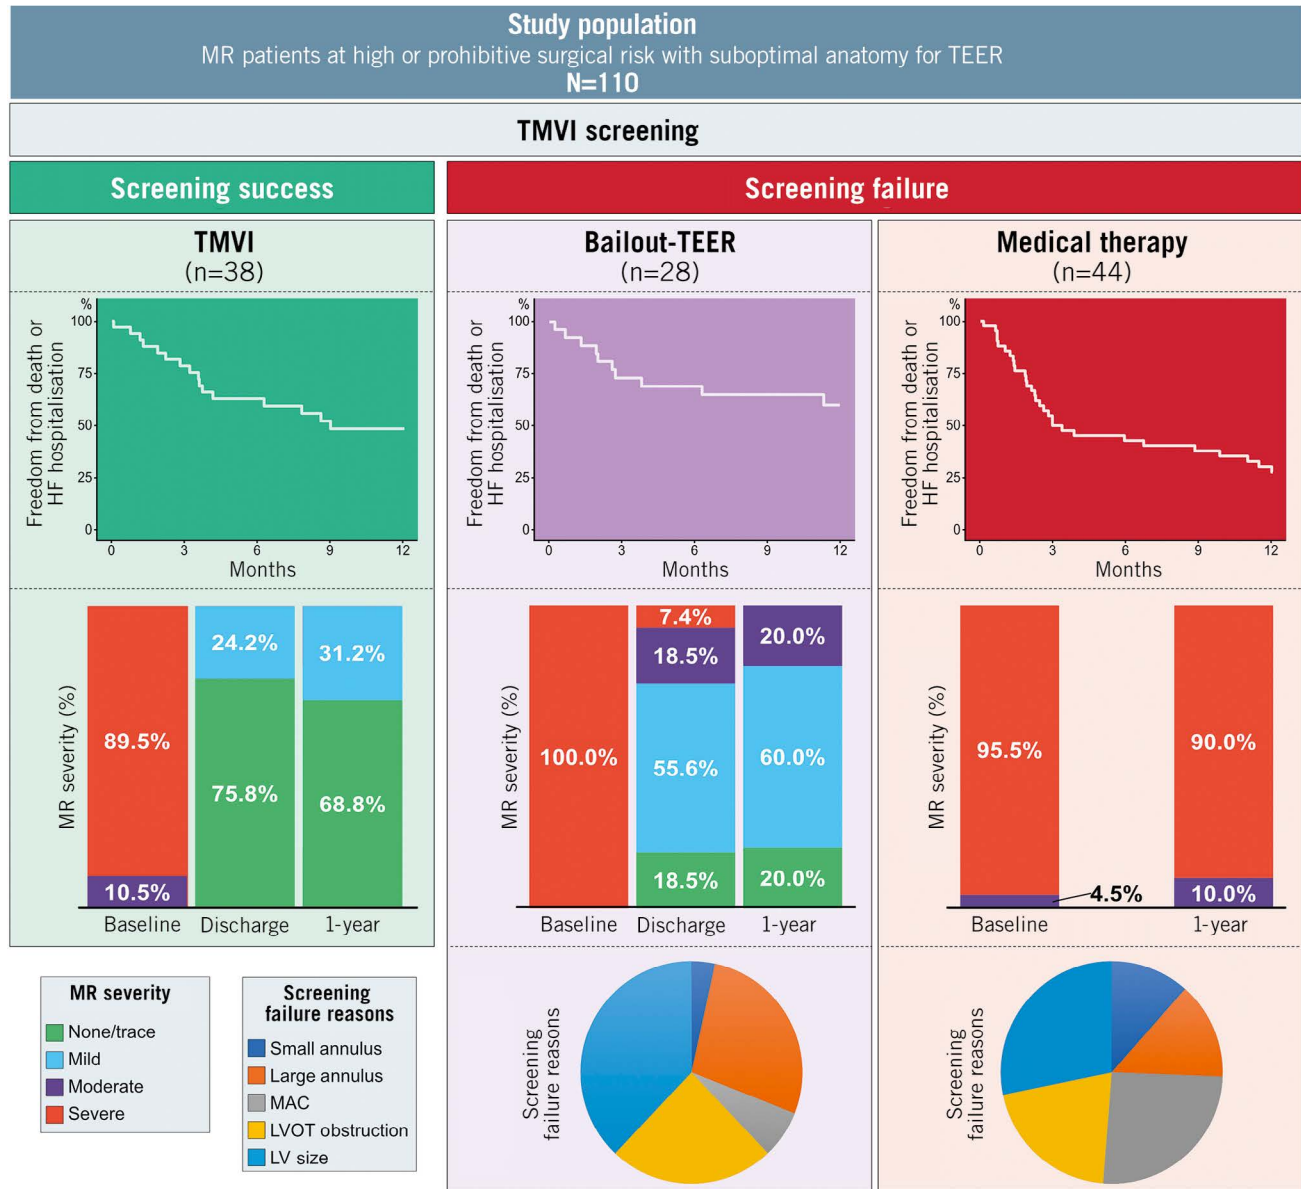 Study population
MR patients at high or prohibitive surgical risk with suboptimal anatomy for TEER
N=110
TMVI screening
Screening success
Screening failure
TMVI
(n=38)
Freedom from death or
HF hospitalisation
%
100
75
50
25
0
0 3 6 9 12
Months
MR severity (%)
89.5%
10.5%
24.2%
75.8%
31.2%
68.8%
Baseline Discharge 1-year
Bailout-TEER
(n=28)
Freedom from death or
HF hospitalisation
%
100
75
50
25
0
0 3 6 9 12
Months
MR severity (%)
100.0%
7.4%
18.5%
55.6%
18.5%
20.0%
60.0%
20.0%
Baseline Discharge 1-year
Screening
failure reasons
Medical therapy
(n=44)
Freedom from death or
HF hospitalisation
%
100
75
50
25
0
0 3 6 9 12
Months
MR severity (%)
95.5%
4.5%
90.0%
10.0%
Baseline 1-year
Screening
failure reasons
MR severity
None/trace
Mild
Moderate
Severe
Screening
failure reasons
Small annulus
Large annulus
MAC
LVOT obstruction
LV size